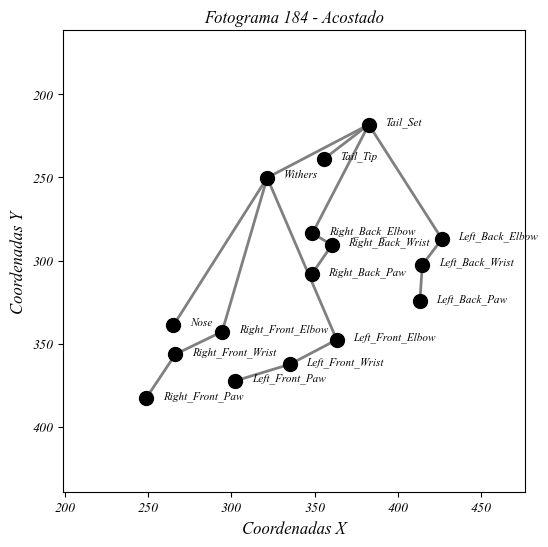 Fotograma 184 - Acostado
Coordenadas Y
200
250
300
350
400
Tail_Set
Tail_Tip
Withers
Right_Back_Elbow
Left_Back_Elbow
Right_Back_Wrist
Left_Back_Wrist
Right_Back_Paw
Left_Back_Paw
Nose
Right_Front_Elbow
Left_Front_Elbow
Right_Front_Wrist
Left_Front_Wrist
Left_Front_Paw
Right_Front_Paw
200 250 300 350 400 450
Coordenadas X